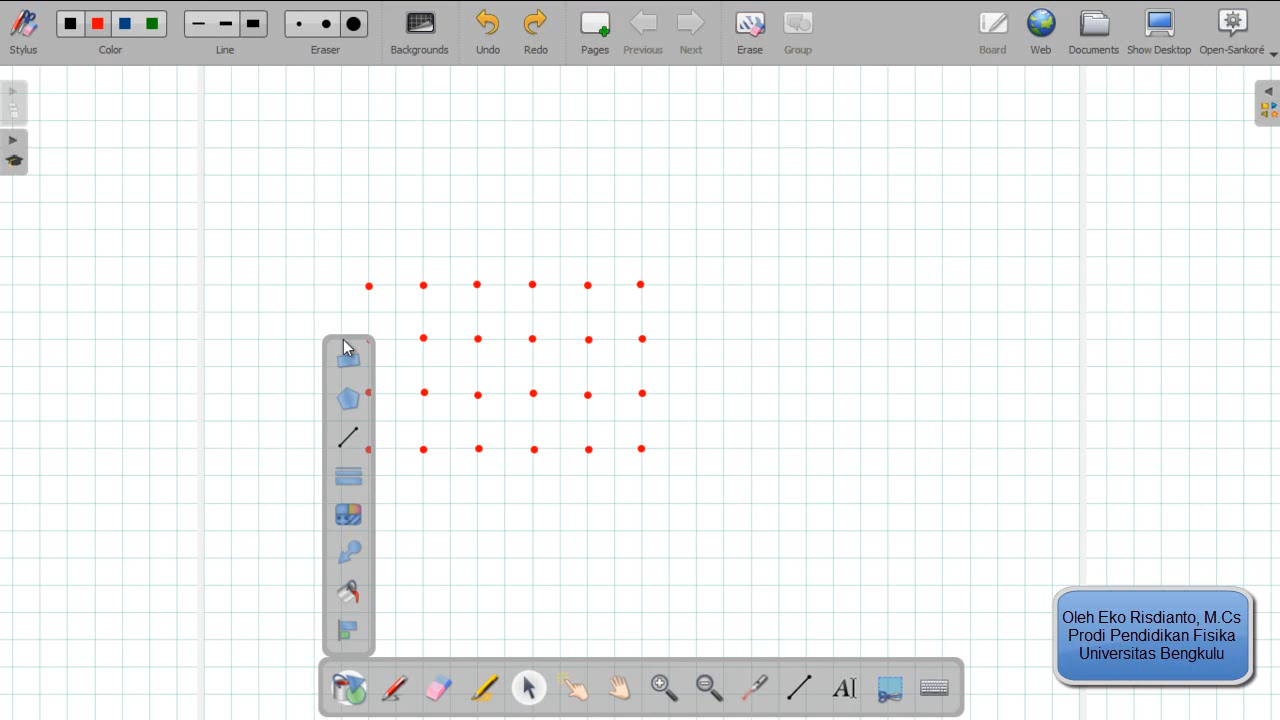 Stylus
Color
Line
Eraser
Backgrounds
Undo
Redo
Pages
Previous
Next
Erase
Group
Board
Web
Documents
Show Desktop
Open-Sankoré
Oleh Eko Risdianto, M.Cs
Prodi Pendidikan Fisika
Universitas Bengkulu